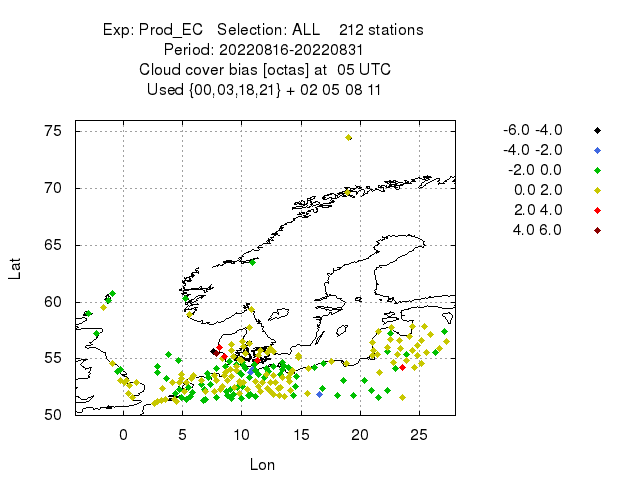 Exp: Prod_EC   Selection: ALL    212 stations
Period: 20220816-20220831
Cloud cover bias [octas] at  05 UTC
Used {00,03,18,21} + 02 05 08 11
-6.0 -4.0
-4.0 -2.0
-2.0 0.0
0.0 2.0
2.0 4.0
4.0 6.0
Lat
75
70
65
60
55
50
0 5 10 15 20 25
Lon